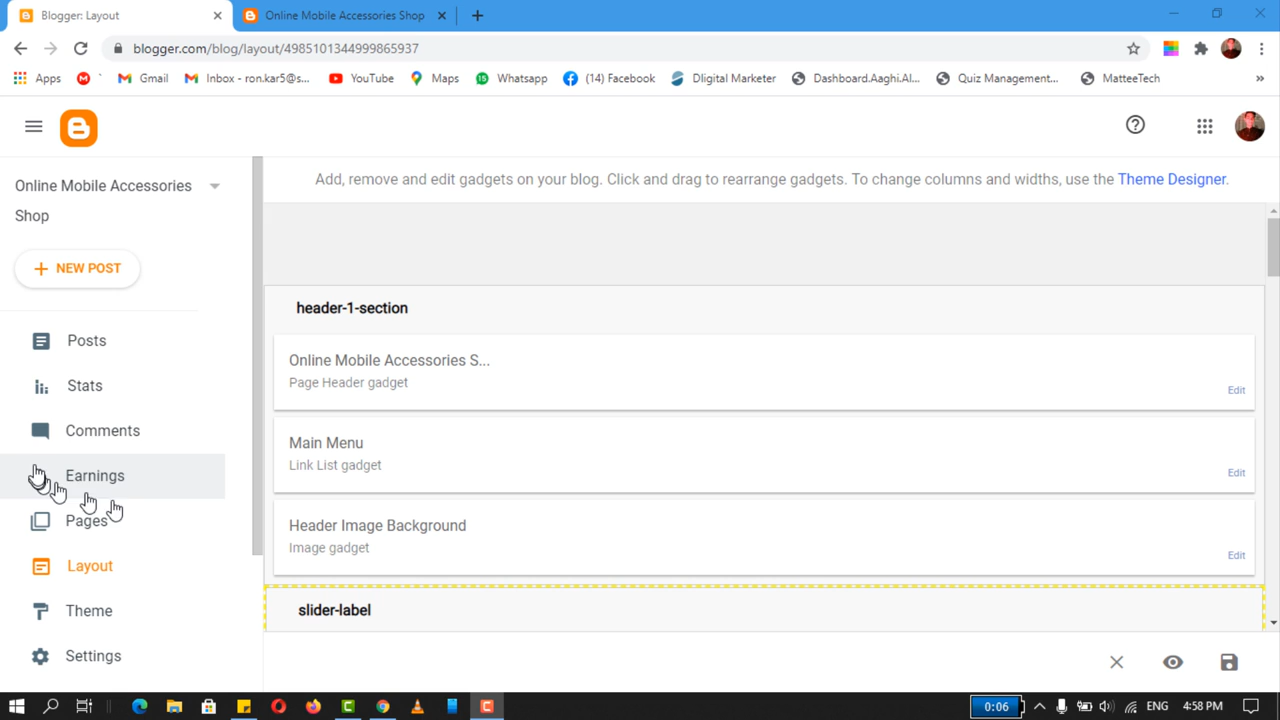 Blogger: Layout
Online Mobile Accessories Shop
blogger.com/blog/layout/4985101344999865937
Apps
Gmail
Inbox - ron.kar5@s...
YouTube
Maps
Whatsapp
(14) Facebook
DIigital Marketer
Dashboard.Aaghi.Al...
Quiz Management...
MatteeTech
Online Mobile Accessories
Shop
NEW POST
Posts
Stats
Comments
Earnings
Pages
Layout
Theme
Settings
Add, remove and edit gadgets on your blog. Click and drag to rearrange gadgets. To change columns and widths, use the Theme Designer.
header-1-section
Online Mobile Accessories S...
Page Header gadget
Edit
Main Menu
Link List gadget
Edit
Header Image Background
Image gadget
Edit
slider-label
0:06
ENG
4:58 PM